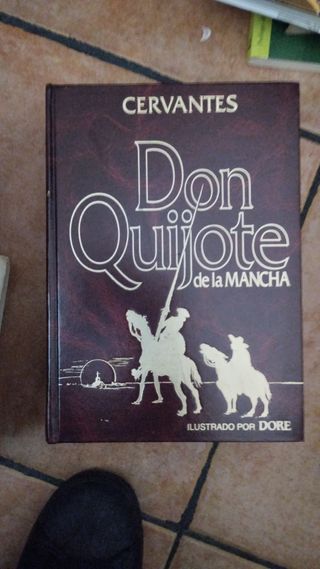 CERVANTES
Don
Quijote
de la MANCHA
ILUSTRADO POR DORE